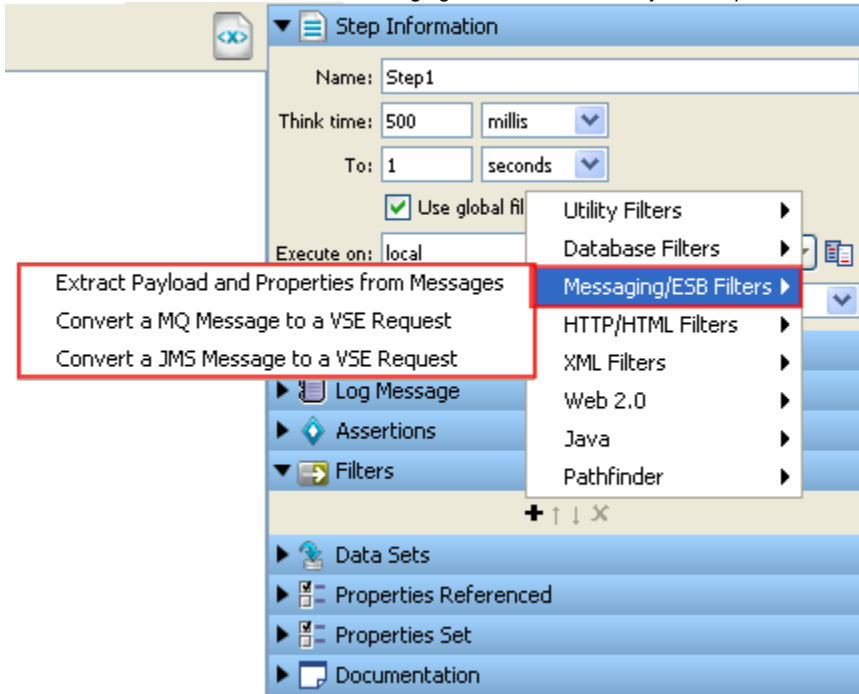 Step Information
Name: Step1
Think time: 500 millis
To: 1 seconds
Use global fil
Execute on: local
Utility Filters
Database Filters
Messaging/ESB Filters
HTTP/HTML Filters
XML Filters
Web 2.0
Java
Pathfinder
Extract Payload and Properties from Messages
Convert a MQ Message to a VSE Request
Convert a JMS Message to a VSE Request
Log Message
Assertions
Filters
Data Sets
Properties Referenced
Properties Set
Documentation